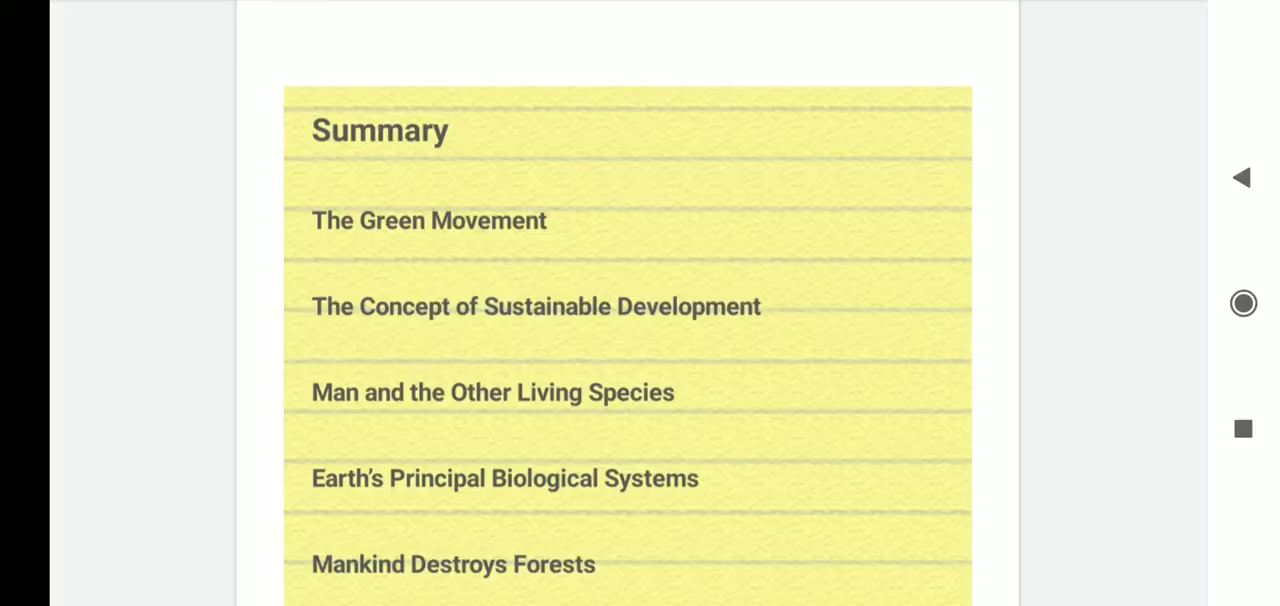 Summary
The Green Movement
The Concept of Sustainable Development
Man and the Other Living Species
Earth’s Principal Biological Systems
Mankind Destroys Forests